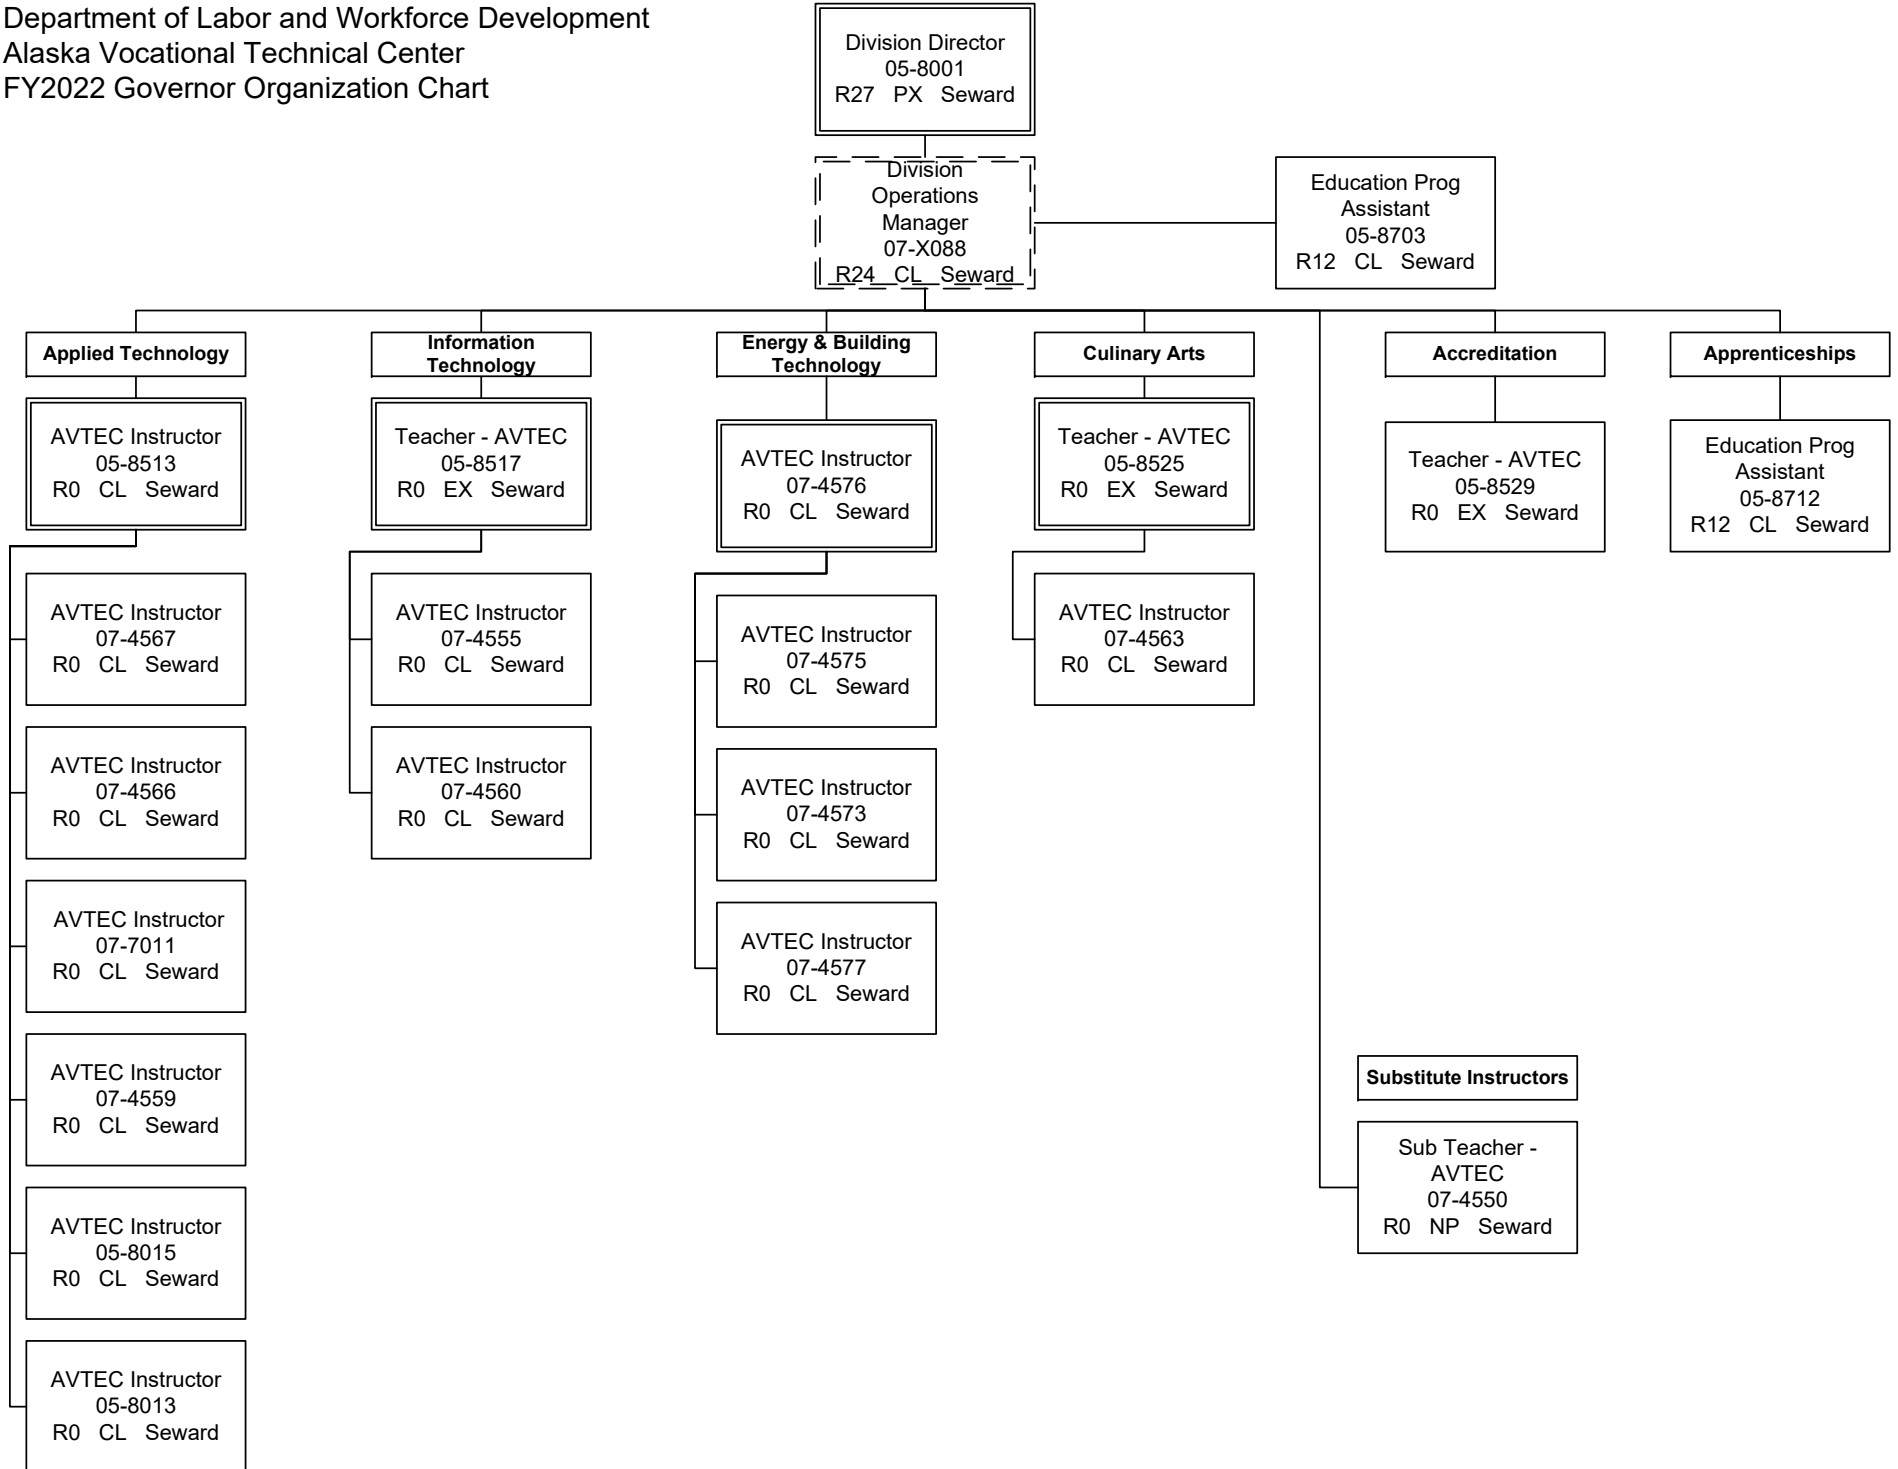 Department of Labor and Workforce Development
Alaska Vocational Technical Center
FY2022 Governor Organization Chart
Division Director
05-8001
R27 PX Seward
Division
Operations
Manager
07-X088
R24 CL Seward
Education Prog
Assistant
05-8703
R12 CL Seward
Applied Technology
AVTEC Instructor
05-8513
R0 CL Seward
AVTEC Instructor
07-4567
R0 CL Seward
AVTEC Instructor
07-4566
R0 CL Seward
AVTEC Instructor
07-7011
R0 CL Seward
AVTEC Instructor
07-4559
R0 CL Seward
AVTEC Instructor
05-8015
R0 CL Seward
AVTEC Instructor
05-8013
R0 CL Seward
Information
Technology
Teacher - AVTEC
05-8517
R0 EX Seward
AVTEC Instructor
07-4555
R0 CL Seward
AVTEC Instructor
07-4560
R0 CL Seward
Energy & Building
Technology
AVTEC Instructor
07-4576
R0 CL Seward
AVTEC Instructor
07-4575
R0 CL Seward
AVTEC Instructor
07-4573
R0 CL Seward
AVTEC Instructor
07-4577
R0 CL Seward
Culinary Arts
Teacher - AVTEC
05-8525
R0 EX Seward
AVTEC Instructor
07-4563
R0 CL Seward
Accreditation
Teacher - AVTEC
05-8529
R0 EX Seward
Apprenticeships
Education Prog
Assistant
05-8712
R12 CL Seward
Substitute Instructors
Sub Teacher -
AVTEC
07-4550
R0 NP Seward